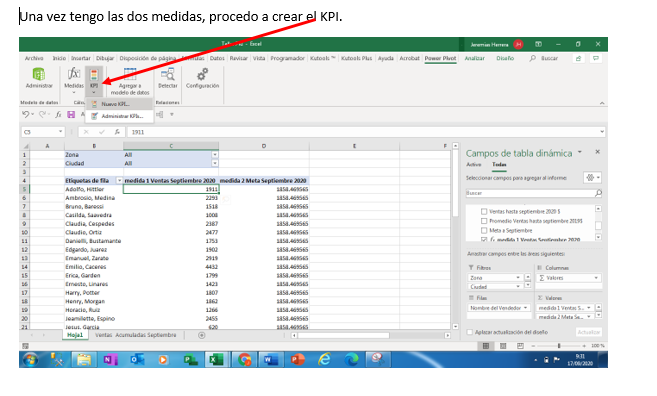 Una vez tengo las dos medidas, procedo a crear el KPI.
Excel Jeremias Herrera JH
Archivo Inicio Insertar Dibujar Disposición de página Fórmulas Datos Revisar Vista Programador Kutools ™ Kutools Plus Ayuda Acrobat Power Pivot Analizar Diseño Buscar
Administrar Medidas KPI Agregar a modelo de datos Detectar Configuración
Modelo de datos Relaciones
Nuevo KPI...
Administrar KPIs...
C5 fx 1911
A B C D E F
1 Zona All
2 Ciudad All
3
4 Etiquetas de fila medida 1 Ventas Septiembre 2020 medida 2 Meta Septiembre 2020
5 Adolfo, Hittler 1911 1858.469565
6 Ambrosio, Medina 2293 1858.469565
7 Bruno, Baressi 1518 1858.469565
8 Casilda, Saavedra 1008 1858.469565
9 Claudia, Cespedes 2387 1858.469565
10 Claudio, Ortiz 2477 1858.469565
11 Danielli, Bustamante 1753 1858.469565
12 Edgardo, Juarez 1902 1858.469565
13 Emanuel, Zarate 2919 1858.469565
14 Emilio, Caceres 4432 1858.469565
15 Erica, Garden 1799 1858.469565
16 Ernesto, Linares 1423 1858.469565
17 Harry, Potter 1807 1858.469565
18 Henry, Morgan 1862 1858.469565
19 Horacio, Ruiz 1266 1858.469565
20 Jeamilette, Espino 2455 1858.469565
21 Jesus, Garcia 620 1858.469565
Hoja1 Ventas Acumuladas Septiembre
Campos de tabla dinámica
Activo Todas
Seleccionar campos para agregar al informe:
Buscar
Ventas hasta septiembre 2020 $
Promedio Ventas hasta septiembre 2019$
Meta a Septiembre
fx medida 1 Ventas Septiembre 2020
Arrastrar campos entre las áreas siguientes:
Filtros
Zona
Ciudad
Columnas
Σ Valores
Filas
Nombre del Vendedor
Σ Valores
medida 1 Ventas S...
medida 2 Meta Se...
Aplazar actualización del diseño Actualizar
100 %
9:31
17/09/2020